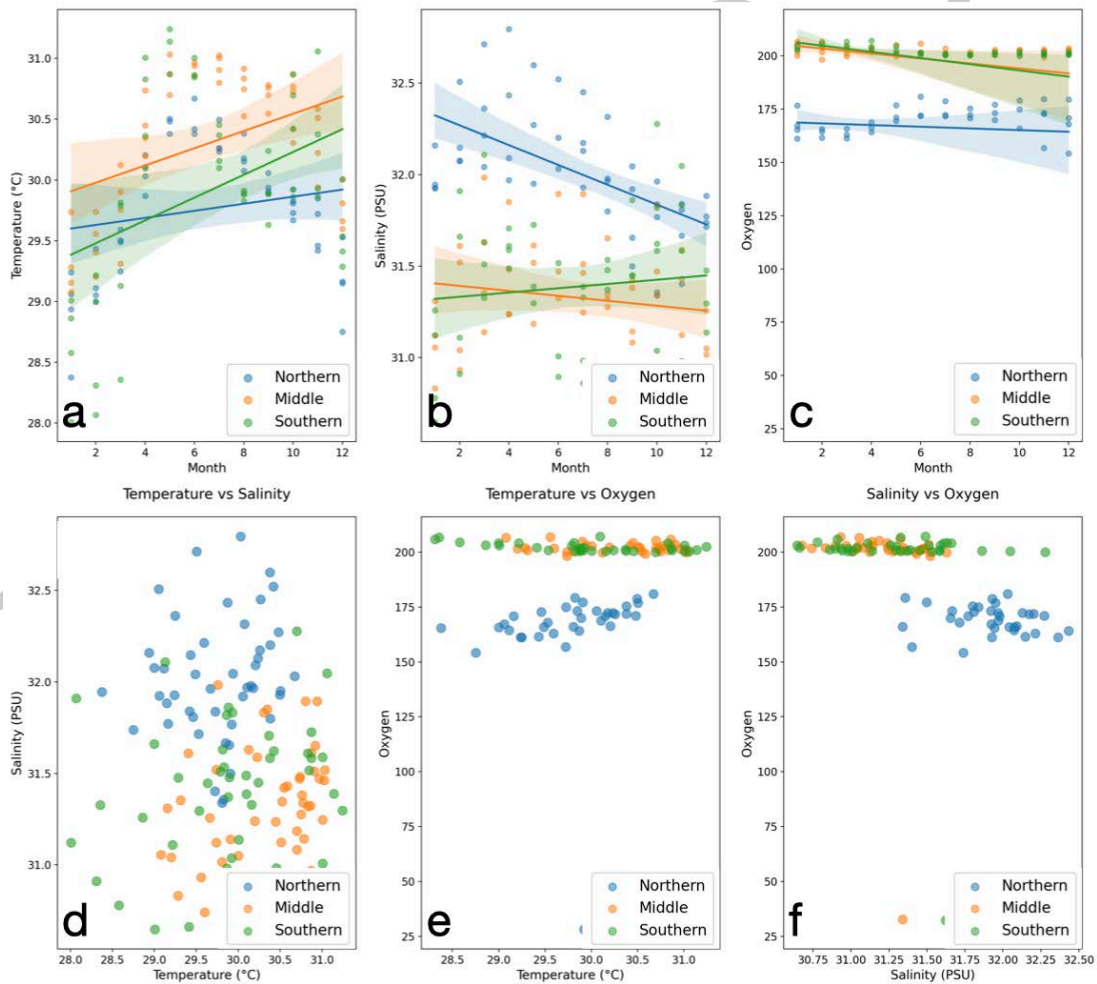 31.0
30.5
30.0
29.5
29.0
28.5
28.0
Temperature (°C)
2 4 6 8 10 12
Month
a
Northern
Middle
Southern
32.5
32.0
31.5
31.0
Salinity (PSU)
2 4 6 8 10 12
Month
b
Northern
Middle
Southern
200
175
150
125
100
75
50
25
Oxygen
2 4 6 8 10 12
Month
c
Northern
Middle
Southern
Temperature vs Salinity
32.5
32.0
31.5
31.0
Salinity (PSU)
28.0 28.5 29.0 29.5 30.0 30.5 31.0
Temperature (°C)
d
Northern
Middle
Southern
Temperature vs Oxygen
200
175
150
125
100
75
50
25
Oxygen
28.5 29.0 29.5 30.0 30.5 31.0
Temperature (°C)
e
Northern
Middle
Southern
Salinity vs Oxygen
200
175
150
125
100
75
50
25
Oxygen
30.75 31.00 31.25 31.50 31.75 32.00 32.25 32.50
Salinity (PSU)
f
Northern
Middle
Southern